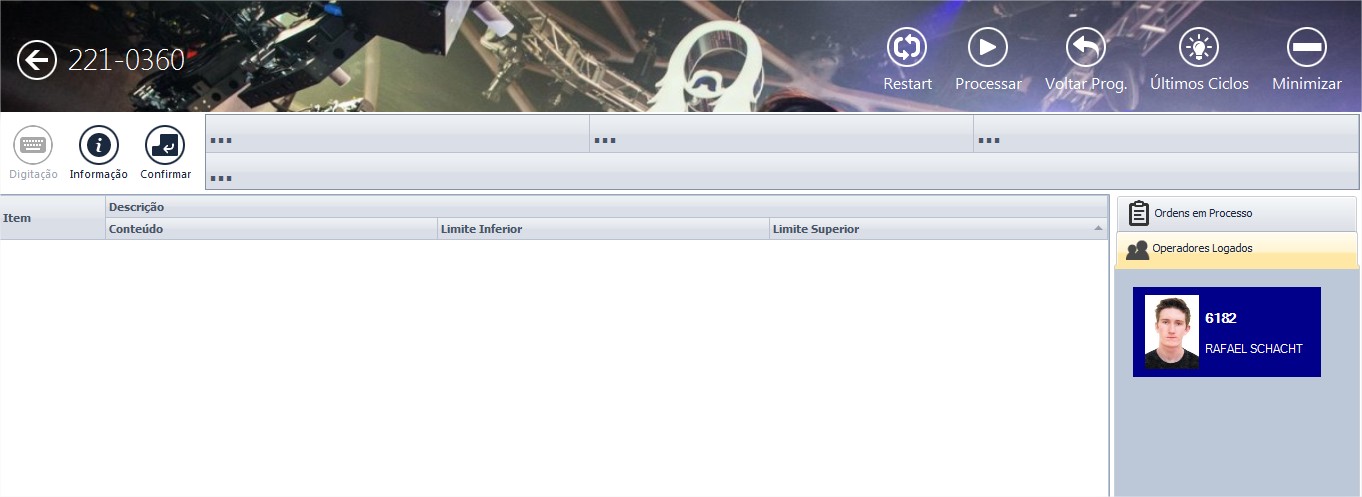 221-0360
Restart
Processar
Voltar Prog.
Últimos Ciclos
Minimizar
Digitação
Informação
Confirmar
...
...
...
...
Item
Descrição
Conteúdo
Limite Inferior
Limite Superior
Ordens em Processo
Operadores Logados
6182
RAFAEL SCHACHT